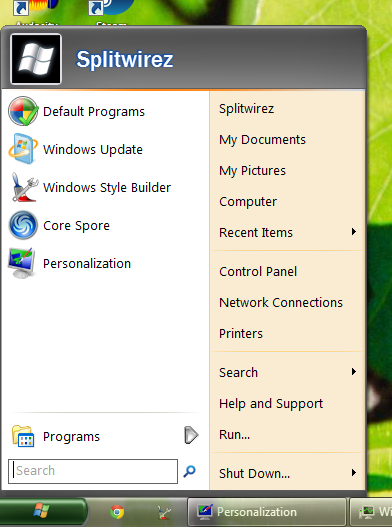 Audacity
Steam
Splitwirez
Default Programs
Windows Update
Windows Style Builder
Core Spore
Personalization
Programs
Search
Splitwirez
My Documents
My Pictures
Computer
Recent Items
Control Panel
Network Connections
Printers
Search
Help and Support
Run...
Shut Down...
Personalization